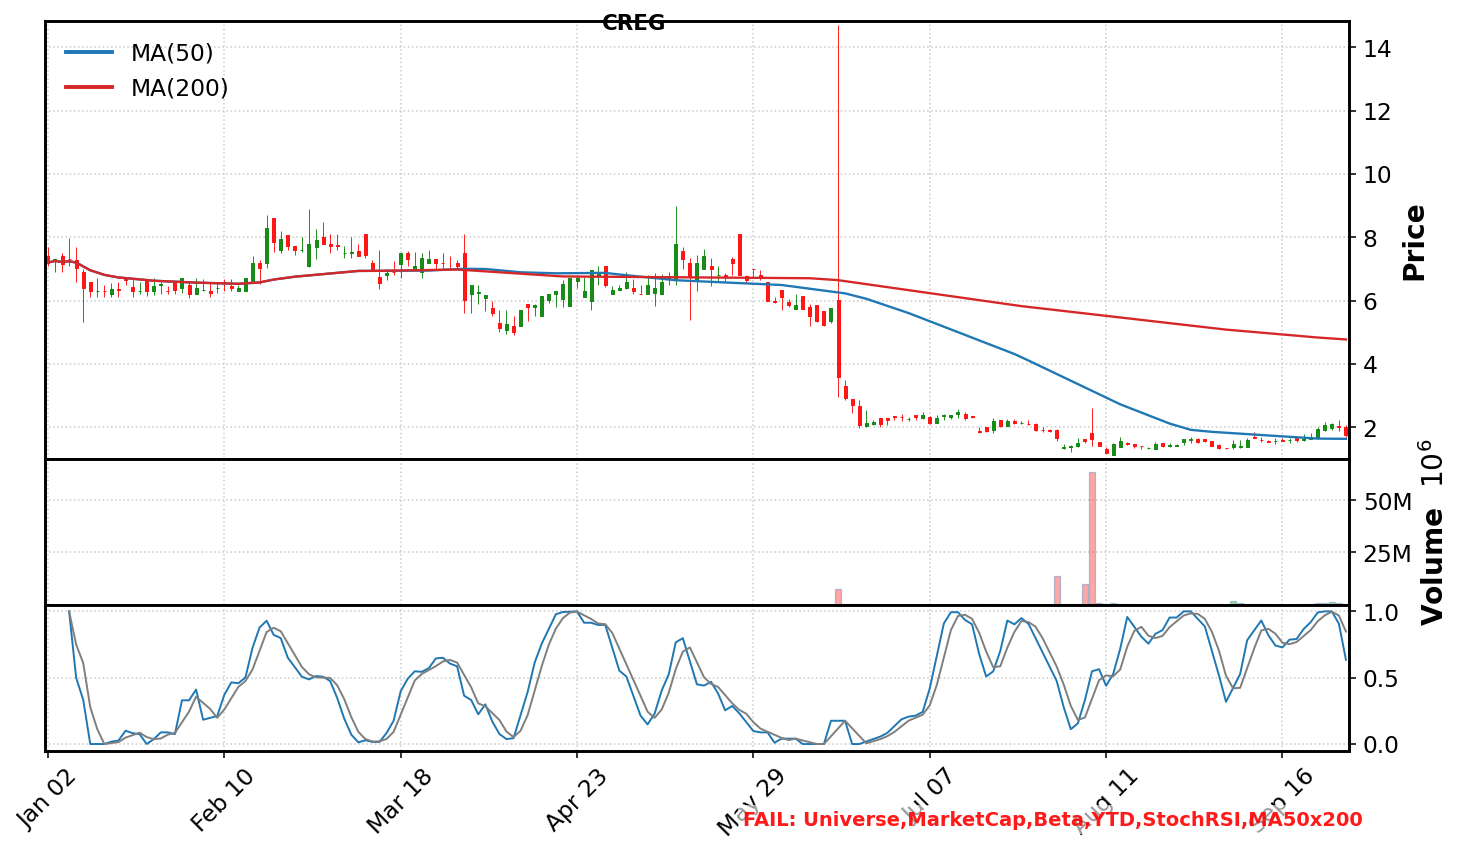 CREG
MA(50)
MA(200)
14
12
10
8
6
4
2
Price
50M
25M
Volume 10⁶
1.0
0.5
0.0
Jan 02
Feb 10
Mar 18
Apr 23
May 29
Jul 07
Aug 11
Sep 16
FAIL: Universe,MarketCap,Beta,YTD,StochRSI,MA50x200